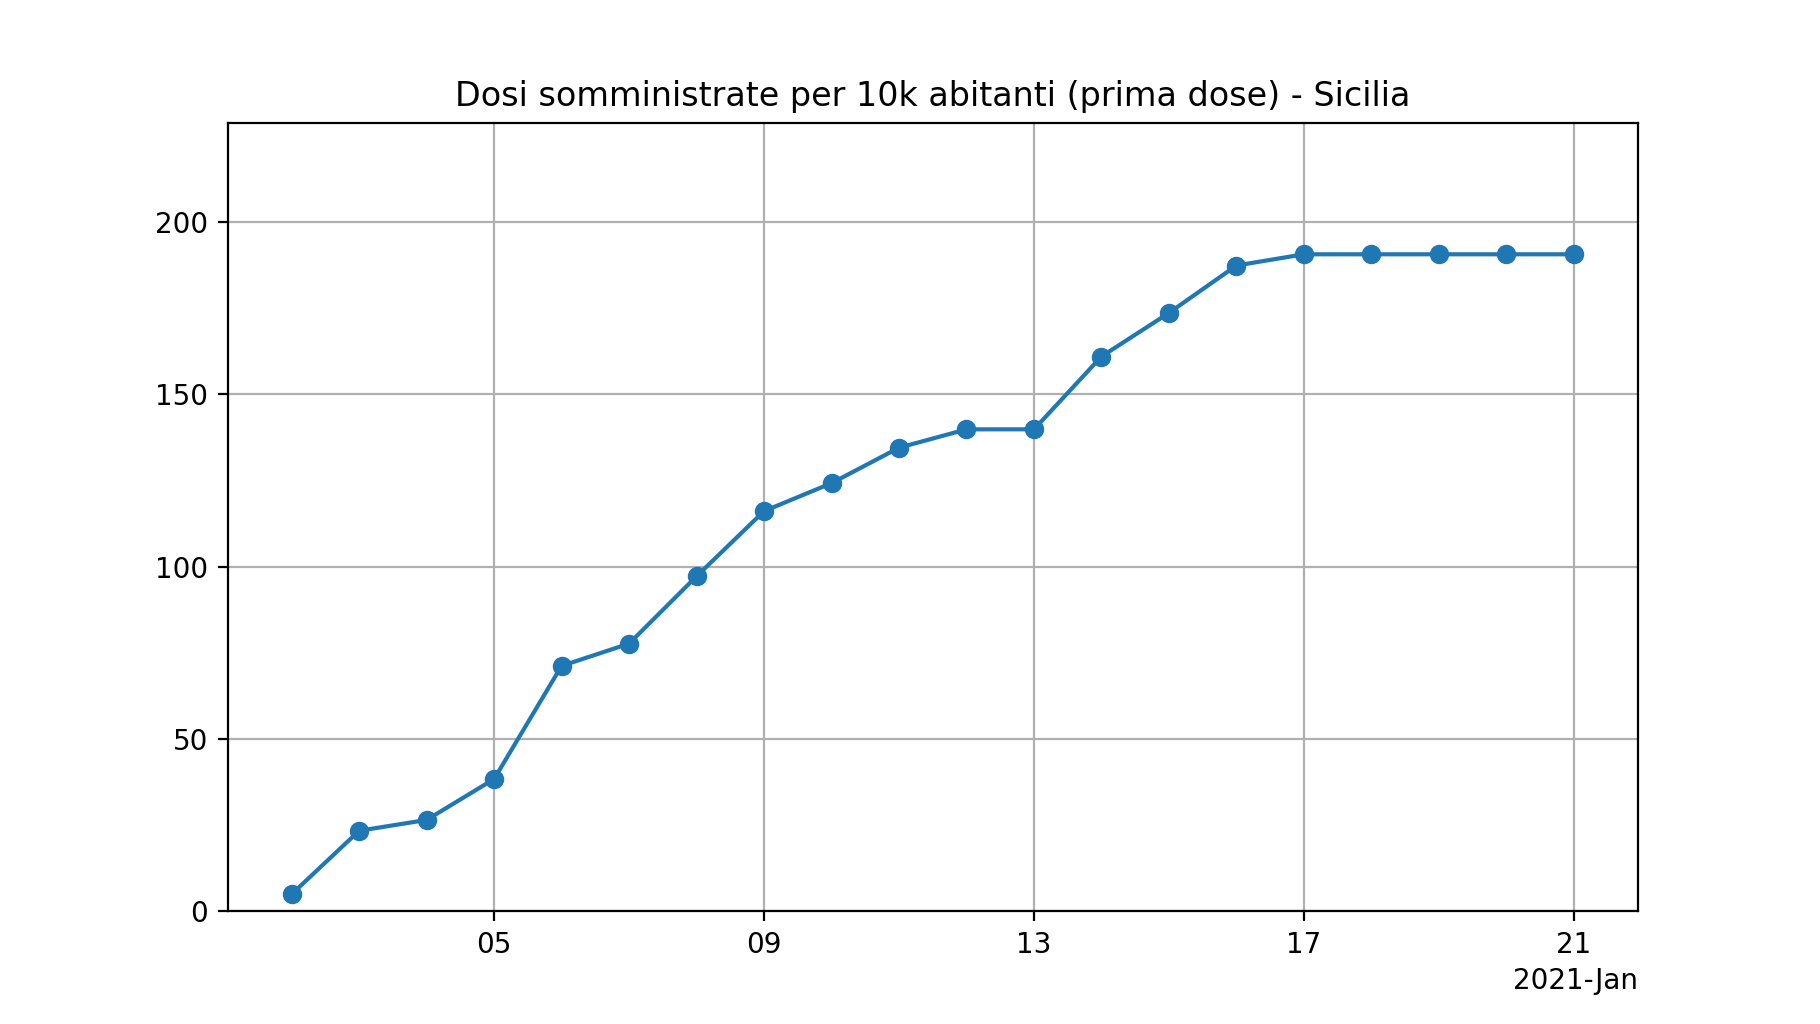 Dosi somministrate per 10k abitanti (prima dose) - Sicilia
200
150
100
50
0
05 09 13 17 21
2021-Jan